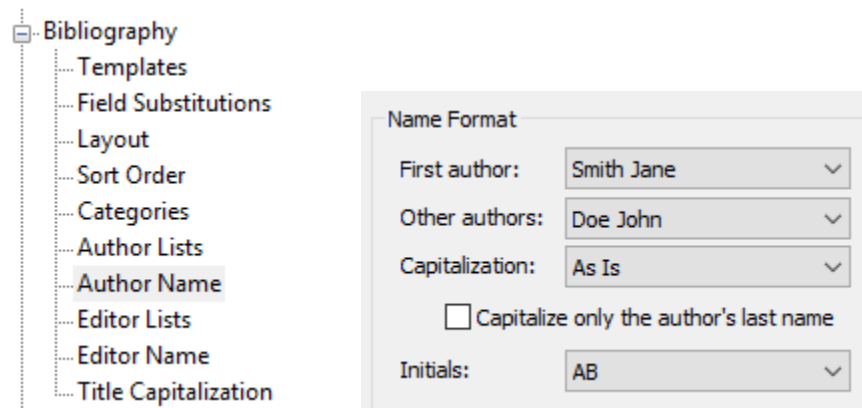 Bibliography
Templates
Field Substitutions
Layout
Sort Order
Categories
Author Lists
Author Name
Editor Lists
Editor Name
Title Capitalization
Name Format
First author: Smith Jane
Other authors: Doe John
Capitalization: As Is
Capitalize only the author's last name
Initials: AB